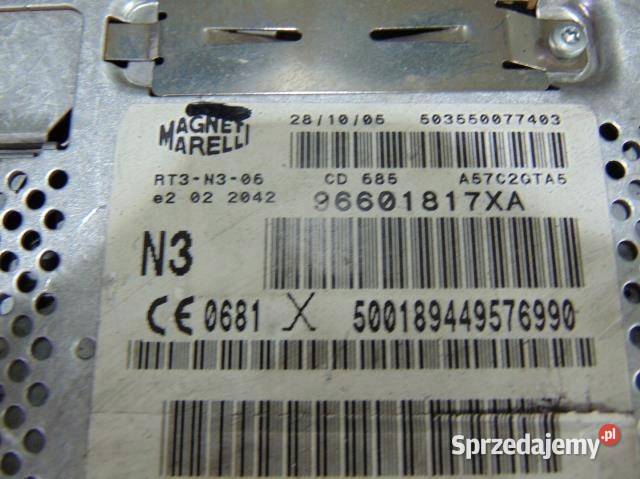 MAGNETI MARELLI
28/10/05 503550077403
RT3-N3-06 CD 685 A57C2GTA5
e2 02 2042 96601817XA
N3
CE 0681 X 500189449576990
Sprzedajemy.pl